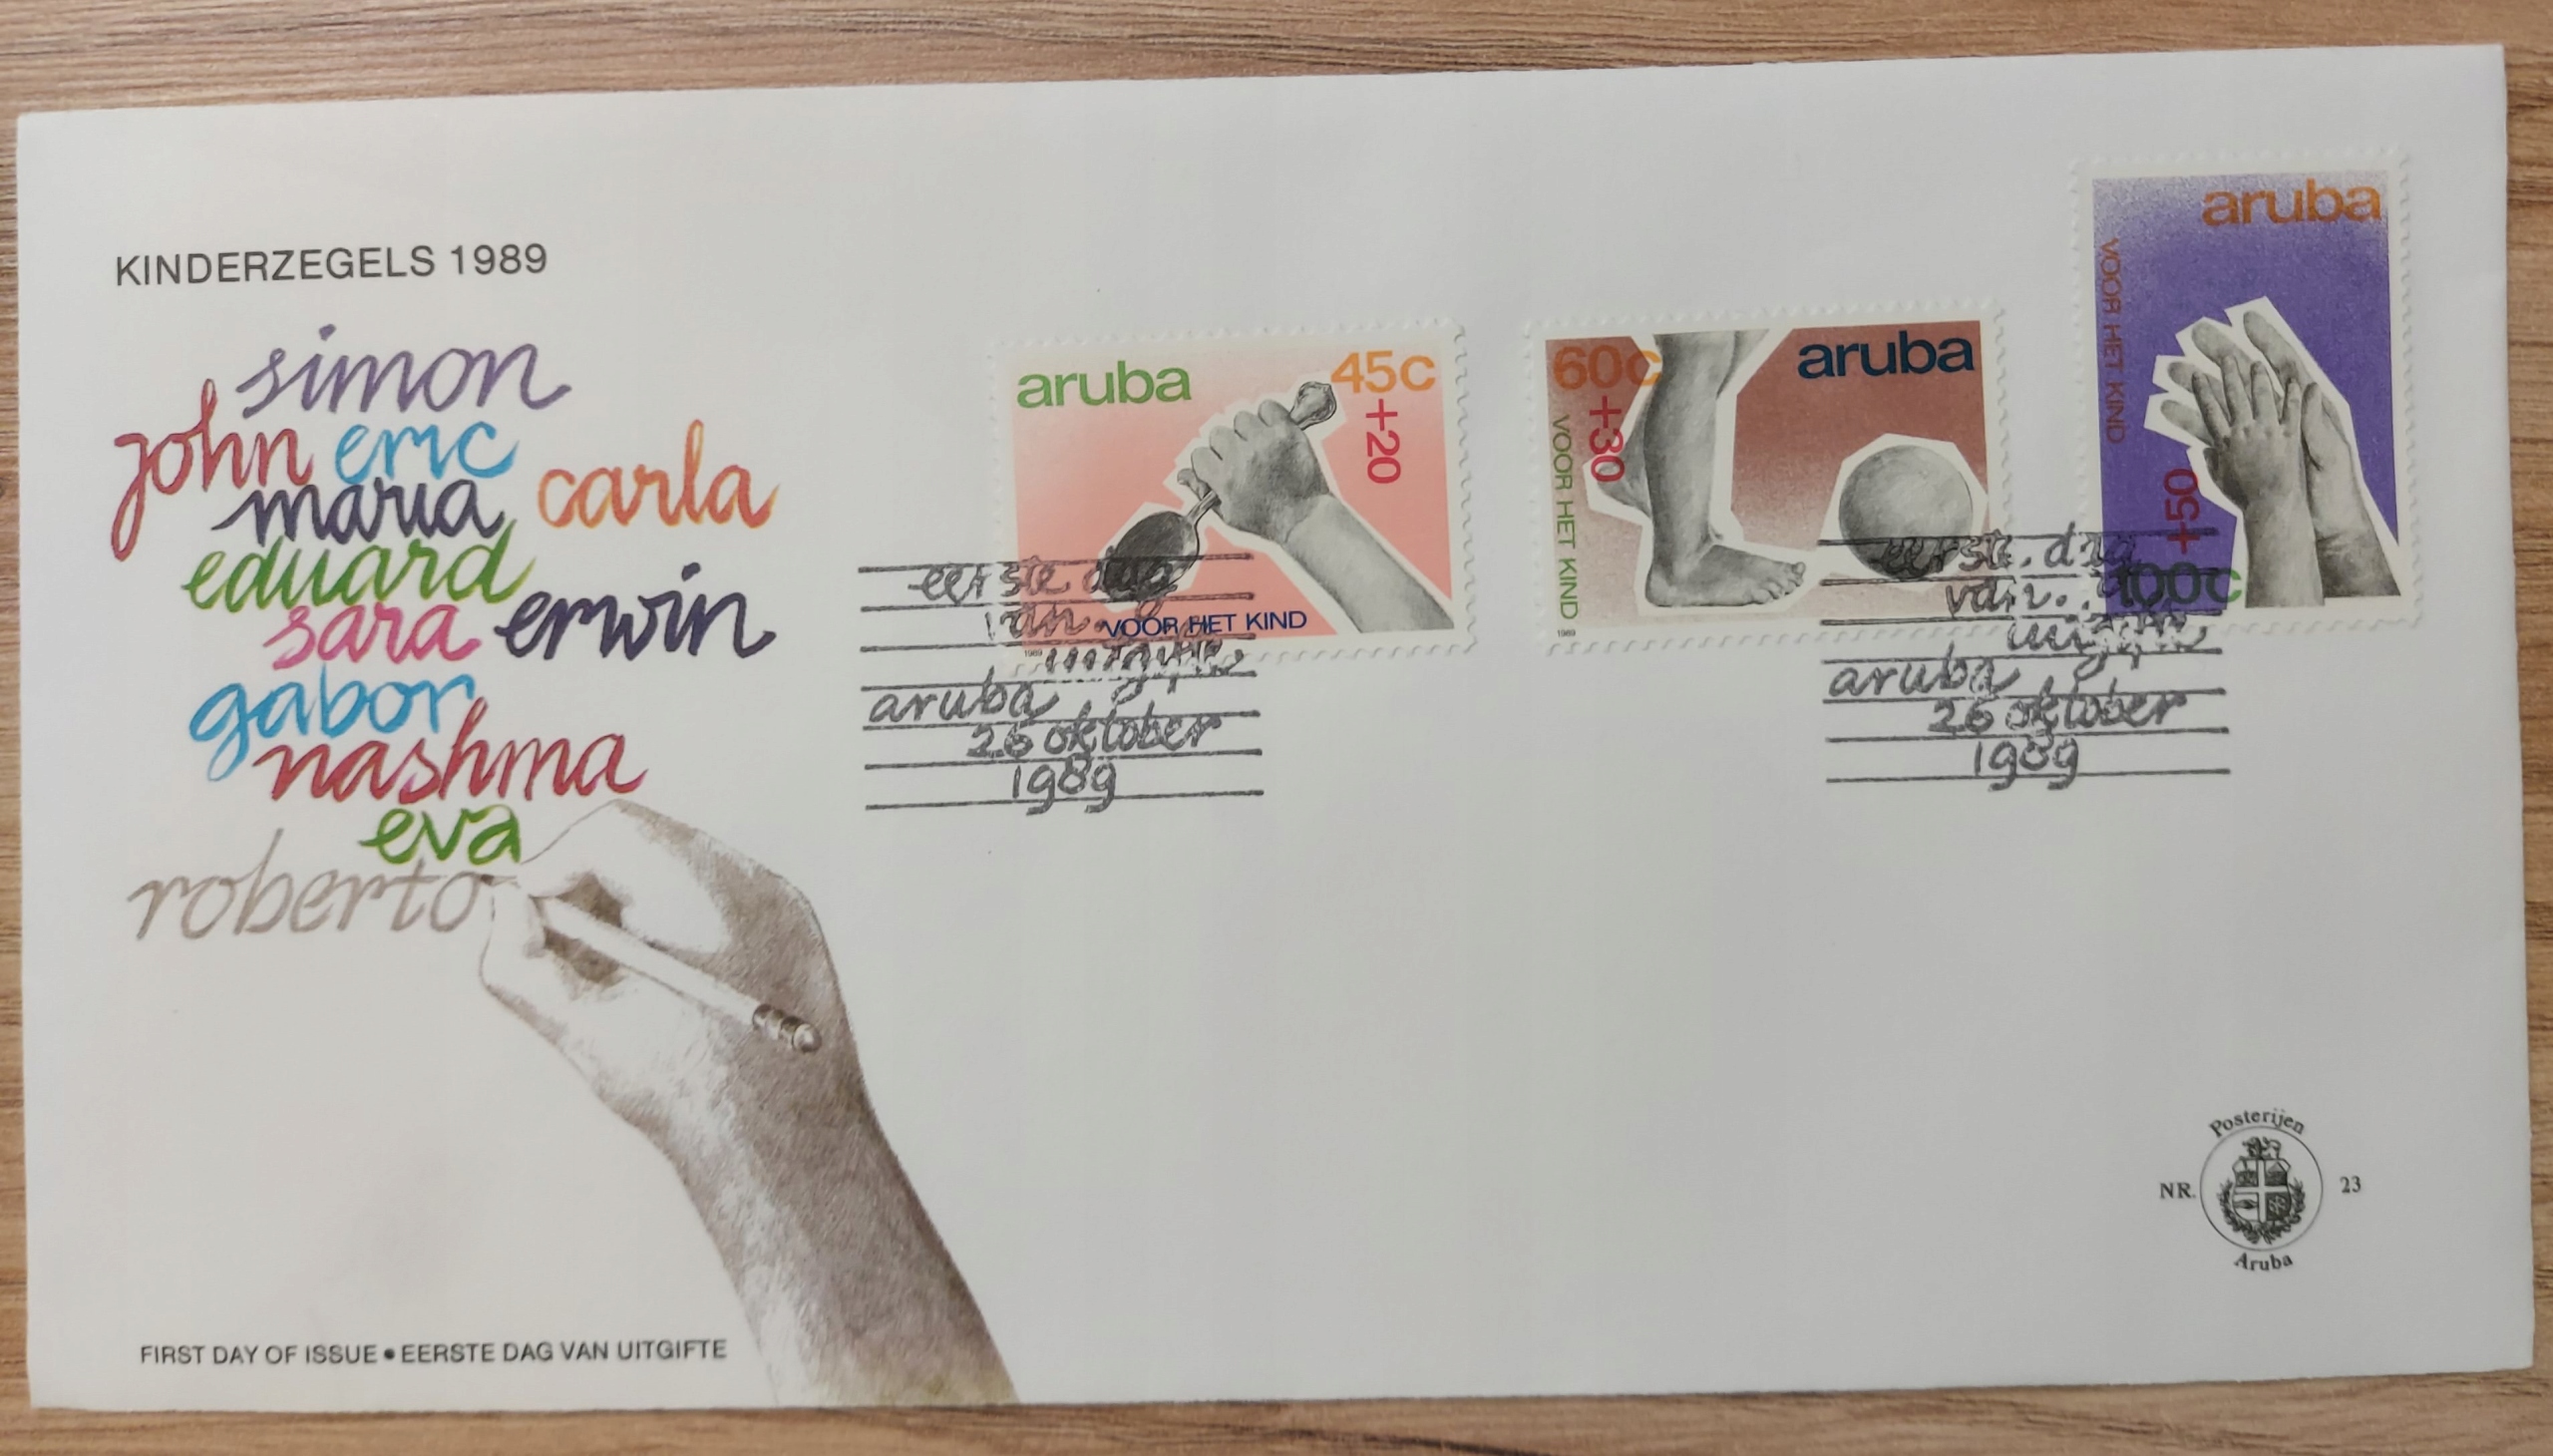 KINDERZEGELS 1989
simon
john eric
maria carla
eduard
sara erwin
gabor
nashma
eva
roberto
FIRST DAY OF ISSUE • EERSTE DAG VAN UITGIFTE
aruba 45c
+20
VOOR HET KIND
1989
60c aruba
+30
VOOR HET KIND
1989
aruba
VOOR HET KIND
+50
100c
eerste dag
van
uitgifte
aruba
26 oktober
1989
eerste dag
van
uitgifte
aruba
26 oktober
1989
Posterijen
NR. 23
Aruba